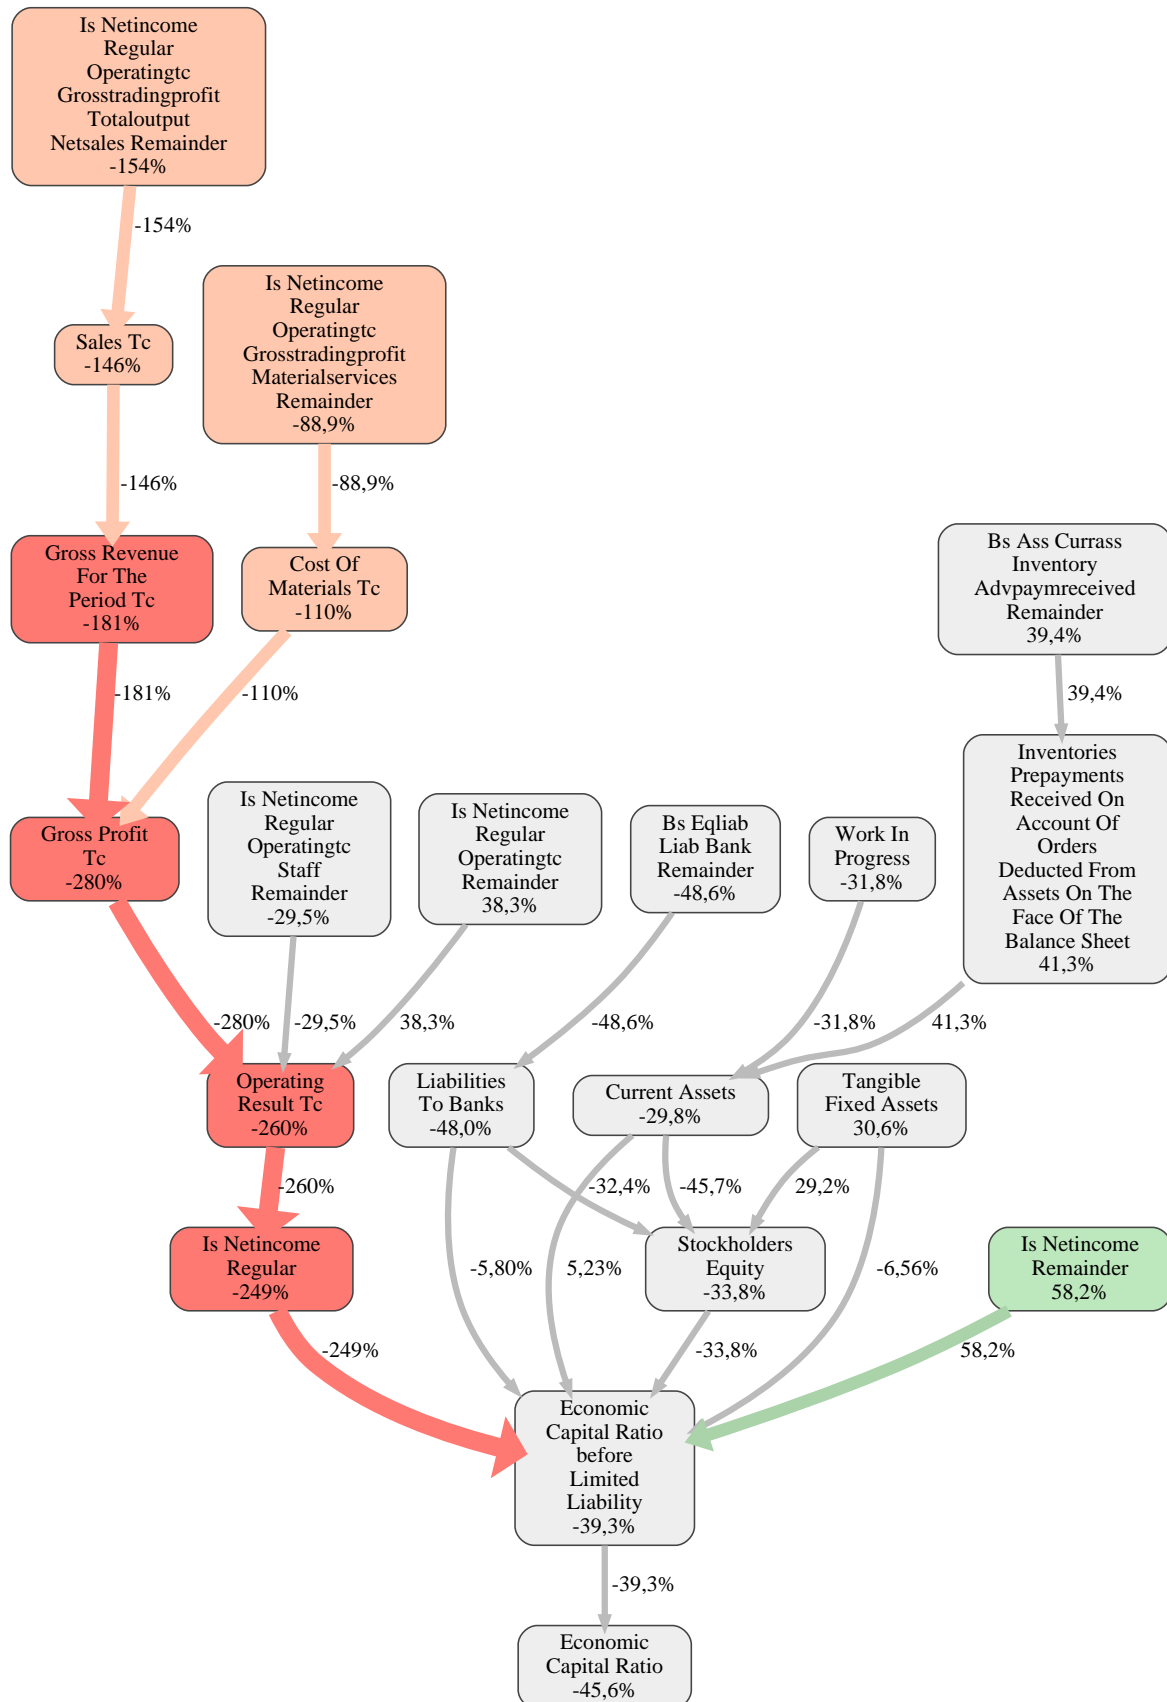 Is Netincome
Regular
Operatingtc
Grosstradingprofit
Totaloutput
Netsales Remainder
-154%
-154%
Is Netincome
Regular
Operatingtc
Grosstradingprofit
Materialservices
Remainder
-88,9%
Sales Tc
-146%
-146%
-88,9%
Gross Revenue
For The
Period Tc
-181%
Cost Of
Materials Tc
-110%
Bs Ass Currass
Inventory
Advpaymreceived
Remainder
39,4%
-181%
-110%
39,4%
Gross Profit
Tc
-280%
Is Netincome
Regular
Operatingtc
Staff
Remainder
-29,5%
Is Netincome
Regular
Operatingtc
Remainder
38,3%
Bs Eqliab
Liab Bank
Remainder
-48,6%
Work In
Progress
-31,8%
Inventories
Prepayments
Received On
Account Of
Orders
Deducted From
Assets On The
Face Of The
Balance Sheet
41,3%
-280%
-29,5%
38,3%
-48,6%
-31,8%
41,3%
Operating
Result Tc
-260%
Liabilities
To Banks
-48,0%
Current Assets
-29,8%
Tangible
Fixed Assets
30,6%
-260%
-32,4%
-45,7%
29,2%
Is Netincome
Regular
-249%
-5,80%
5,23%
Stockholders
Equity
-33,8%
-6,56%
Is Netincome
Remainder
58,2%
-249%
-33,8%
58,2%
Economic
Capital Ratio
before
Limited
Liability
-39,3%
-39,3%
Economic
Capital Ratio
-45,6%